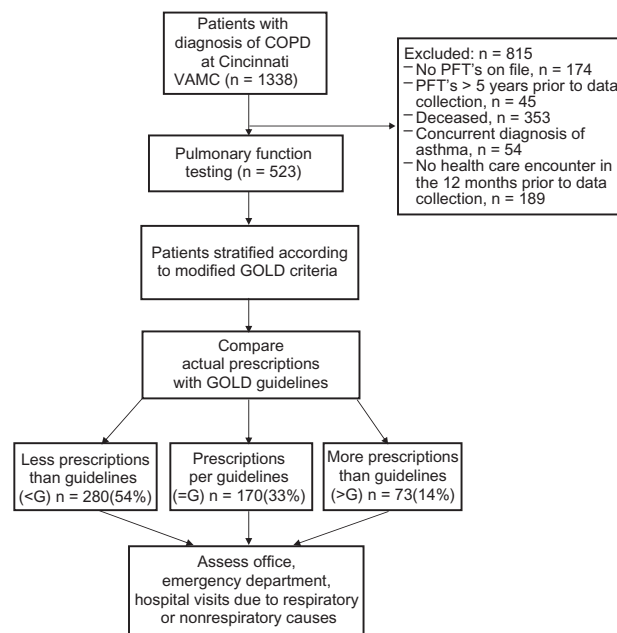 Patients with
diagnosis of COPD
at Cincinnati
VAMC (n = 1338)
Excluded: n = 815
– No PFT's on file, n = 174
– PFT's > 5 years prior to data
collection, n = 45
– Deceased, n = 353
– Concurrent diagnosis of
asthma, n = 54
– No health care encounter in
the 12 months prior to data
collection, n = 189
Pulmonary function
testing (n = 523)
Patients stratified according
to modified GOLD criteria
Compare
actual prescriptions
with GOLD guidelines
Less prescriptions
than guidelines
(<G) n = 280(54%)
Prescriptions
per guidelines
(=G) n = 170(33%)
More prescriptions
than guidelines
(>G) n = 73(14%)
Assess office,
emergency department,
hospital visits due to respiratory
or nonrespiratory causes